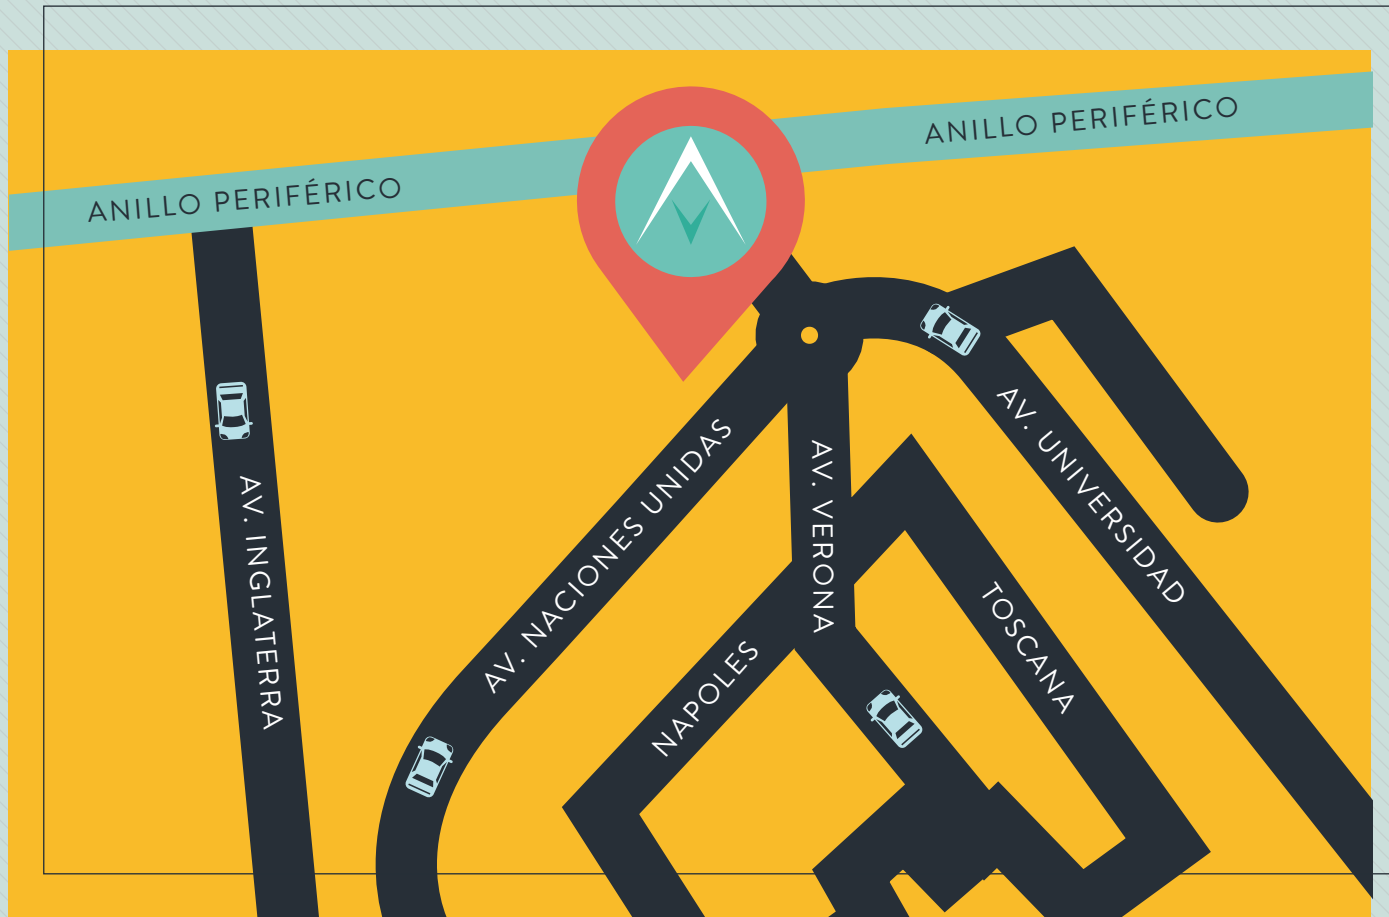 ANILLO PERIFÉRICO
ANILLO PERIFÉRICO
AV. INGLATERRA
AV. NACIONES UNIDAS
AV. VERONA
AV. UNIVERSIDAD
NAPOLES
TOSCANA